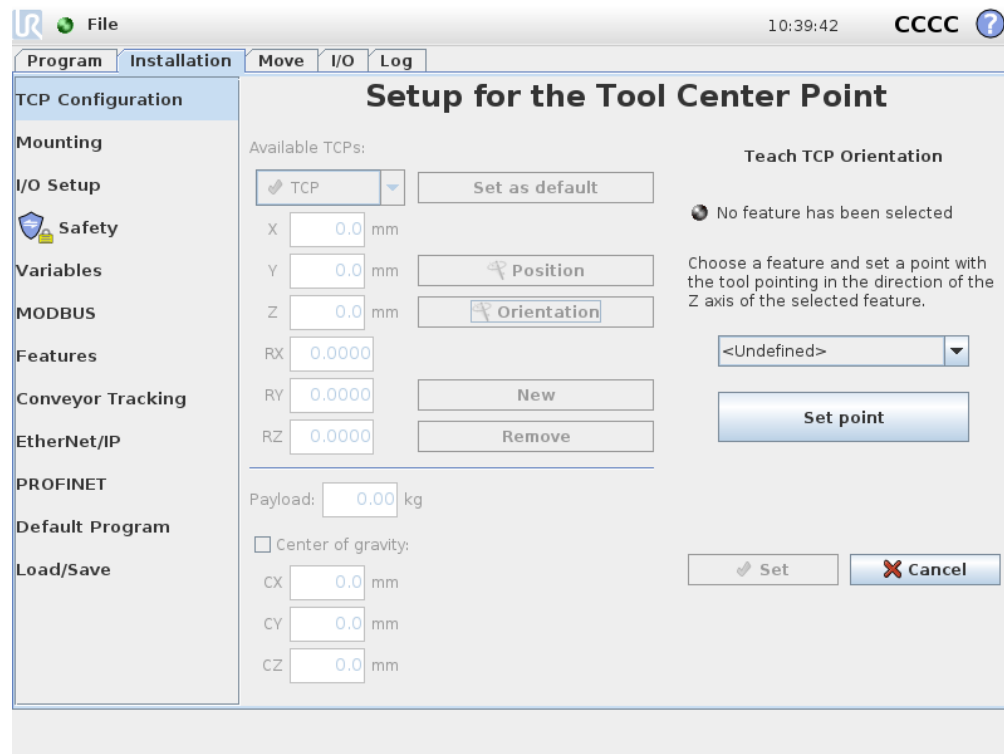 UR File 10:39:42 CCCC ?
Program Installation Move I/O Log
TCP Configuration
Mounting
I/O Setup
Safety
Variables
MODBUS
Features
Conveyor Tracking
EtherNet/IP
PROFINET
Default Program
Load/Save
Setup for the Tool Center Point
Available TCPs:
TCP Set as default
X 0.0 mm
Y 0.0 mm Position
Z 0.0 mm Orientation
RX 0.0000
RY 0.0000 New
RZ 0.0000 Remove
Payload: 0.00 kg
Center of gravity:
CX 0.0 mm
CY 0.0 mm
CZ 0.0 mm
Teach TCP Orientation
No feature has been selected
Choose a feature and set a point with
the tool pointing in the direction of the
Z axis of the selected feature.
<Undefined>
Set point
Set Cancel